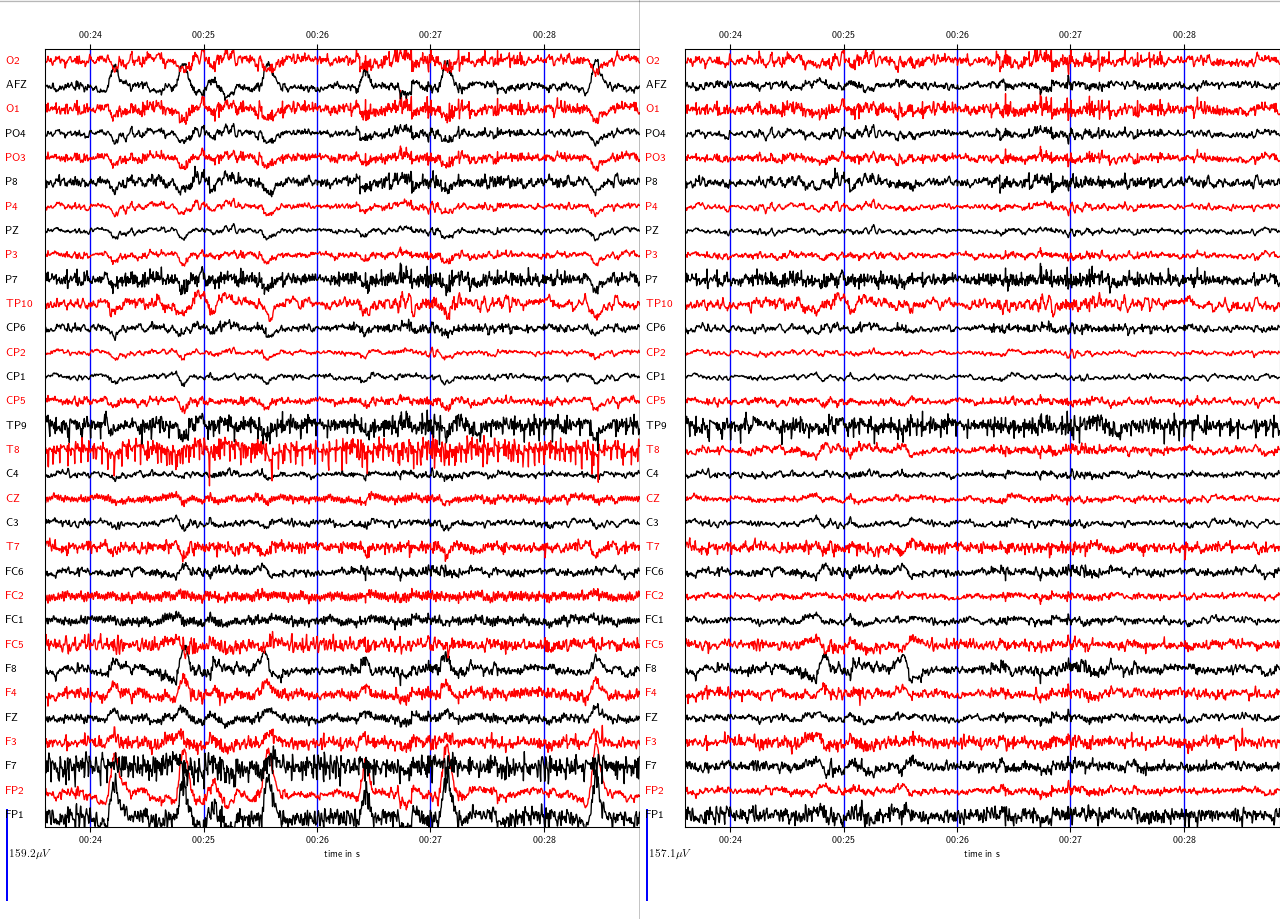 00:24 00:25 00:26 00:27 00:28
O2
AFZ
O1
PO4
PO3
P8
P4
PZ
P3
P7
TP10
CP6
CP2
CP1
CP5
TP9
T8
C4
CZ
C3
T7
FC6
FC2
FC1
FC5
F8
F4
FZ
F3
F7
FP2
FP1
00:24 00:25 00:26 00:27 00:28
159.2μV
time in s
00:24 00:25 00:26 00:27 00:28
O2
AFZ
O1
PO4
PO3
P8
P4
PZ
P3
P7
TP10
CP6
CP2
CP1
CP5
TP9
T8
C4
CZ
C3
T7
FC6
FC2
FC1
FC5
F8
F4
FZ
F3
F7
FP2
FP1
00:24 00:25 00:26 00:27 00:28
157.1μV
time in s